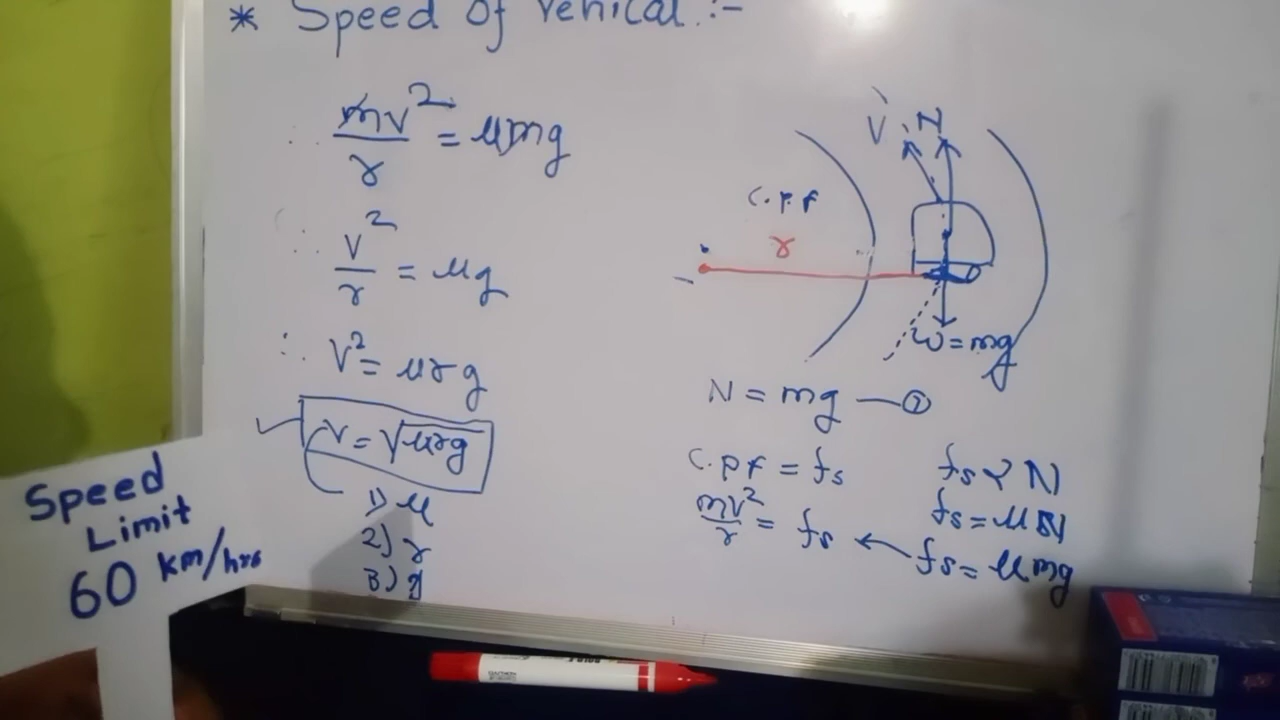 * Speed Of Vehical :-
∴ mv²/r = μmg
∴ v²/r = μg
∴ v² = μrg
v = √μrg
1) μ
2) r
3) g
V N
C.P.F
r
W = mg
N = mg — ①
C.P.F = fs
mv²/r = fs ←
fs ∝ N
fs = μN
fs = μmg
Speed
Limit
60 km/hrs